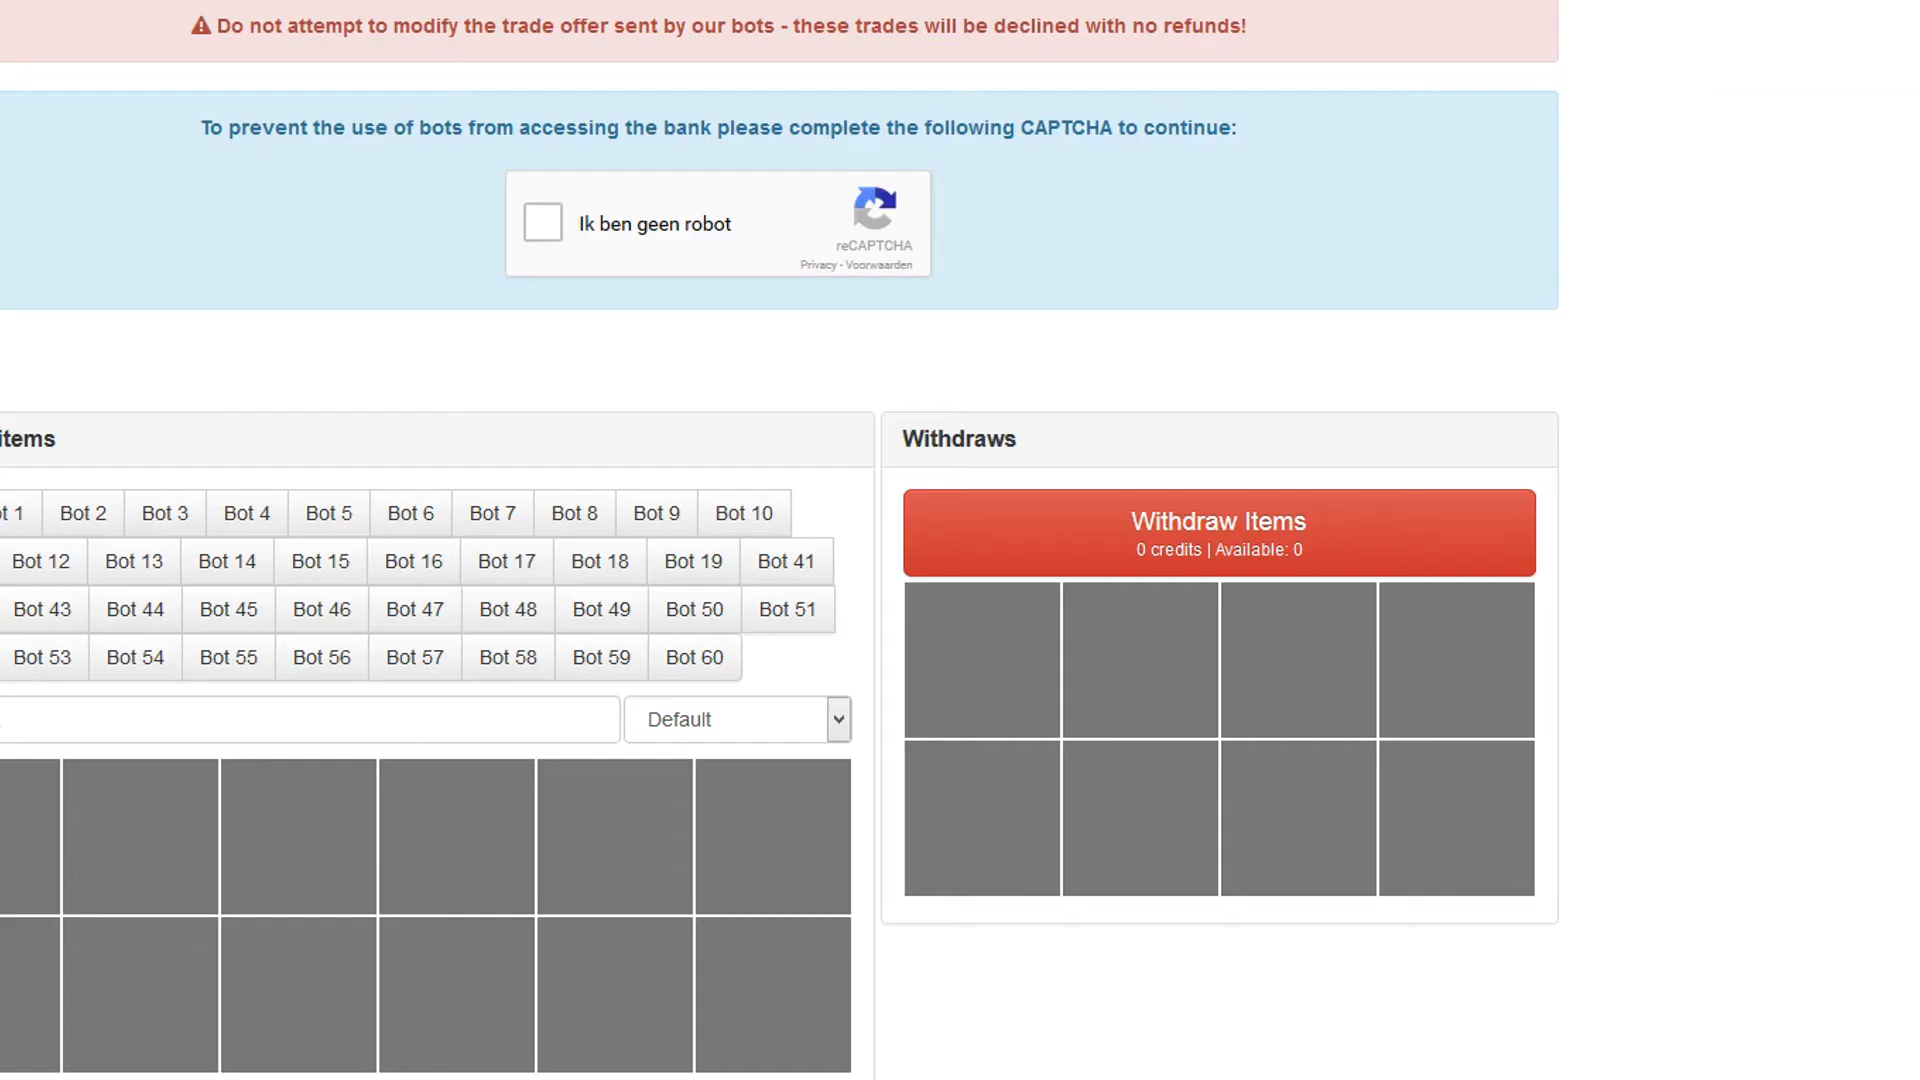 Do not attempt to modify the trade offer sent by our bots - these trades will be declined with no refunds!
To prevent the use of bots from accessing the bank please complete the following CAPTCHA to continue:
Ik ben geen robot
reCAPTCHA
Privacy - Voorwaarden
items
Withdraws
Withdraw Items
0 credits | Available: 0
1 Bot 2 Bot 3 Bot 4 Bot 5 Bot 6 Bot 7 Bot 8 Bot 9 Bot 10
Bot 12 Bot 13 Bot 14 Bot 15 Bot 16 Bot 17 Bot 18 Bot 19 Bot 41
Bot 43 Bot 44 Bot 45 Bot 46 Bot 47 Bot 48 Bot 49 Bot 50 Bot 51
Bot 53 Bot 54 Bot 55 Bot 56 Bot 57 Bot 58 Bot 59 Bot 60
Default